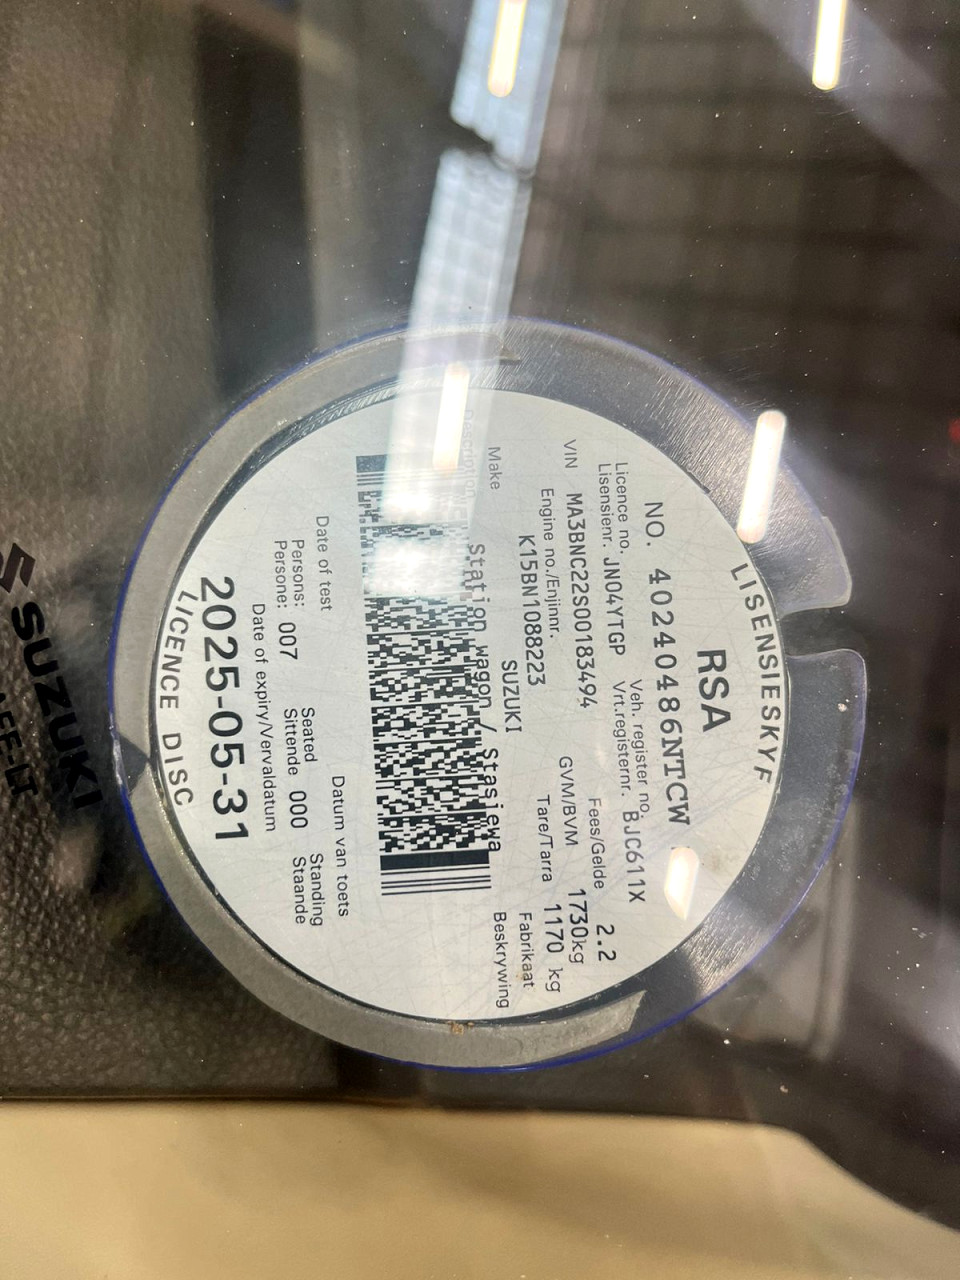 LISENSIESKYF
RSA
NO. 40240486NTCW
Licence no. Veh. register no.
Lisensienr. JN04YTGP Vrt.registernr. BJC611X
VIN MA3BNC22S00183494 Fees/Gelde 2.2
Engine no./Enjinnr. GVM/BVM 1730kg
K15BN1088223 Tare/Tarra 1170 kg
Make SUZUKI Fabrikaat
Description Station wagon / Stasiewa Beskrywing
Date of test Datum van toets
Persons: Seated Standing
Persone: 007 Sittende 000 Staande
Date of expiry/Vervaldatum
2025-05-31
LICENCE DISC
SUZUKI